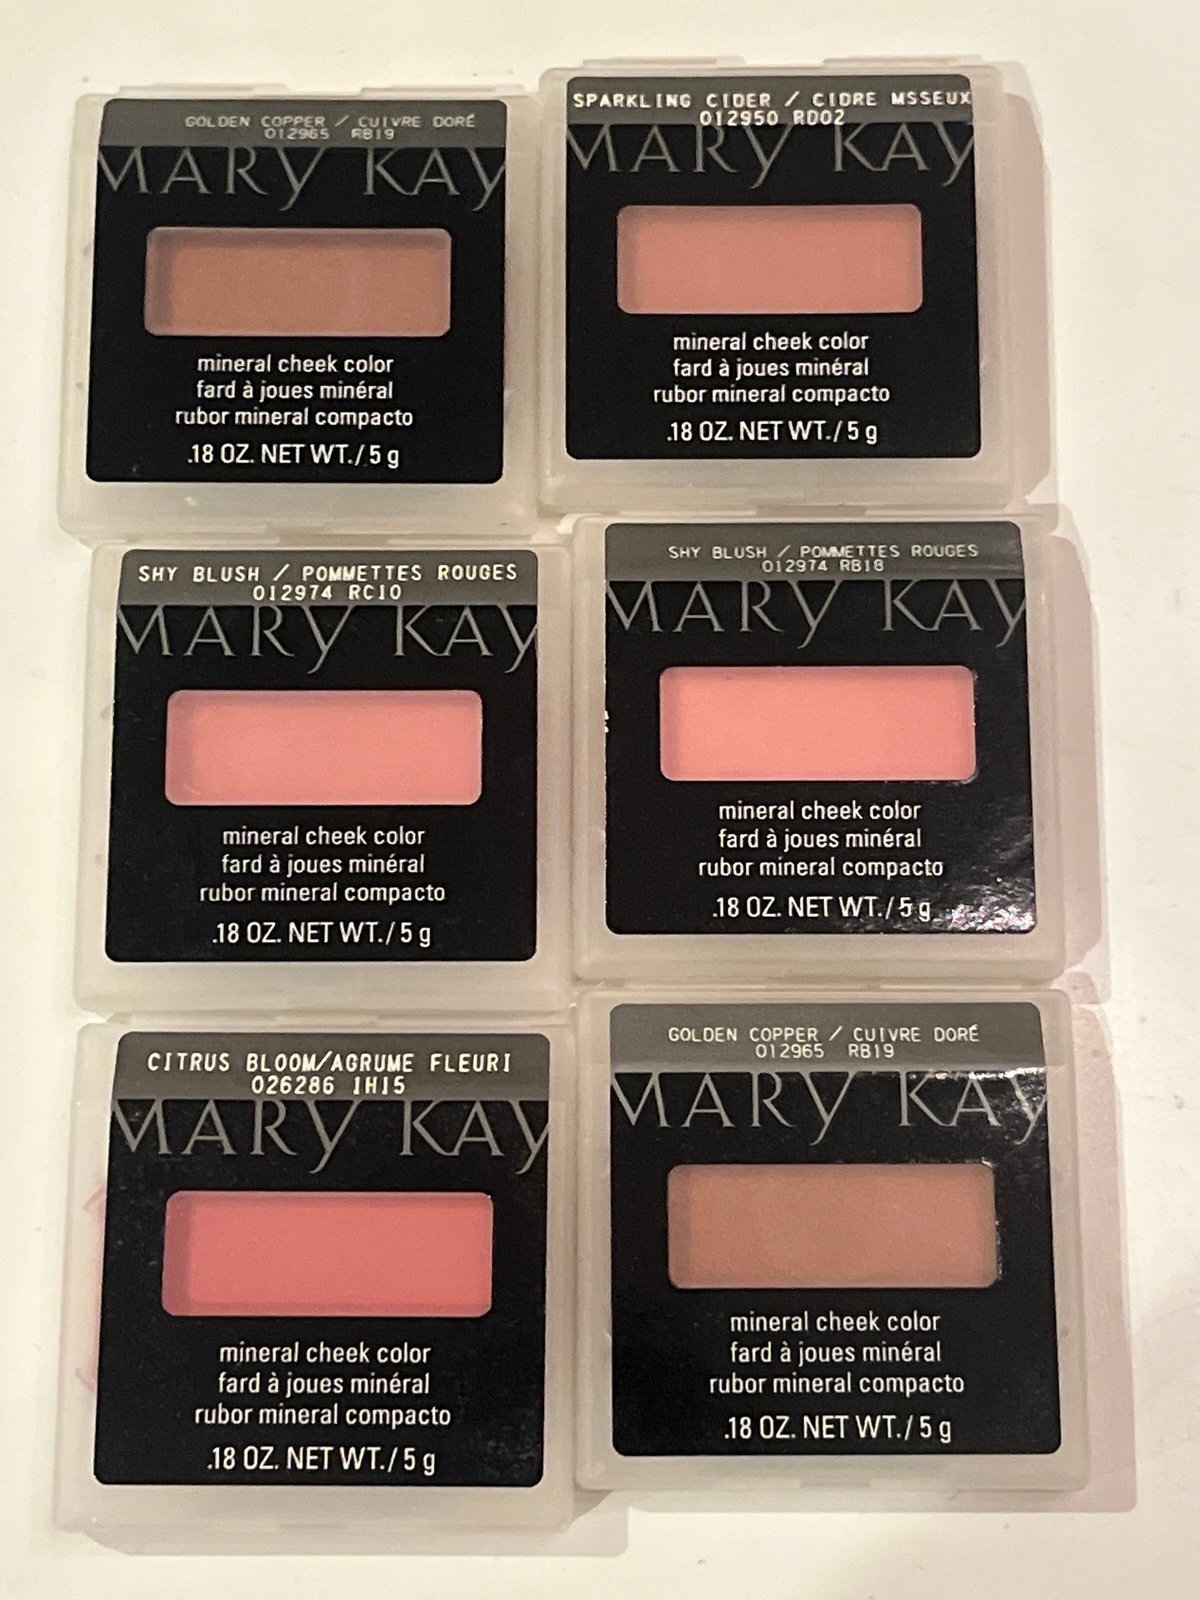 GOLDEN COPPER / CUIVRE DORÉ
012965 RB19
MARY KAY
mineral cheek color
fard à joues minéral
rubor mineral compacto
.18 OZ. NET WT./ 5 g
SPARKLING CIDER / CIDRE MSSEUX
012950 RD02
MARY KAY
mineral cheek color
fard à joues minéral
rubor mineral compacto
.18 OZ. NET WT./ 5 g
SHY BLUSH / POMMETTES ROUGES
012974 RC10
MARY KAY
mineral cheek color
fard à joues minéral
rubor mineral compacto
.18 OZ. NET WT./ 5 g
SHY BLUSH / POMMETTES ROUGES
012974 RB18
MARY KAY
mineral cheek color
fard à joues minéral
rubor mineral compacto
.18 OZ. NET WT./ 5 g
CITRUS BLOOM/AGRUME FLEURI
026286 1H15
MARY KAY
mineral cheek color
fard à joues minéral
rubor mineral compacto
.18 OZ. NET WT./ 5 g
GOLDEN COPPER / CUIVRE DORÉ
012965 RB19
MARY KAY
mineral cheek color
fard à joues minéral
rubor mineral compacto
.18 OZ. NET WT./ 5 g